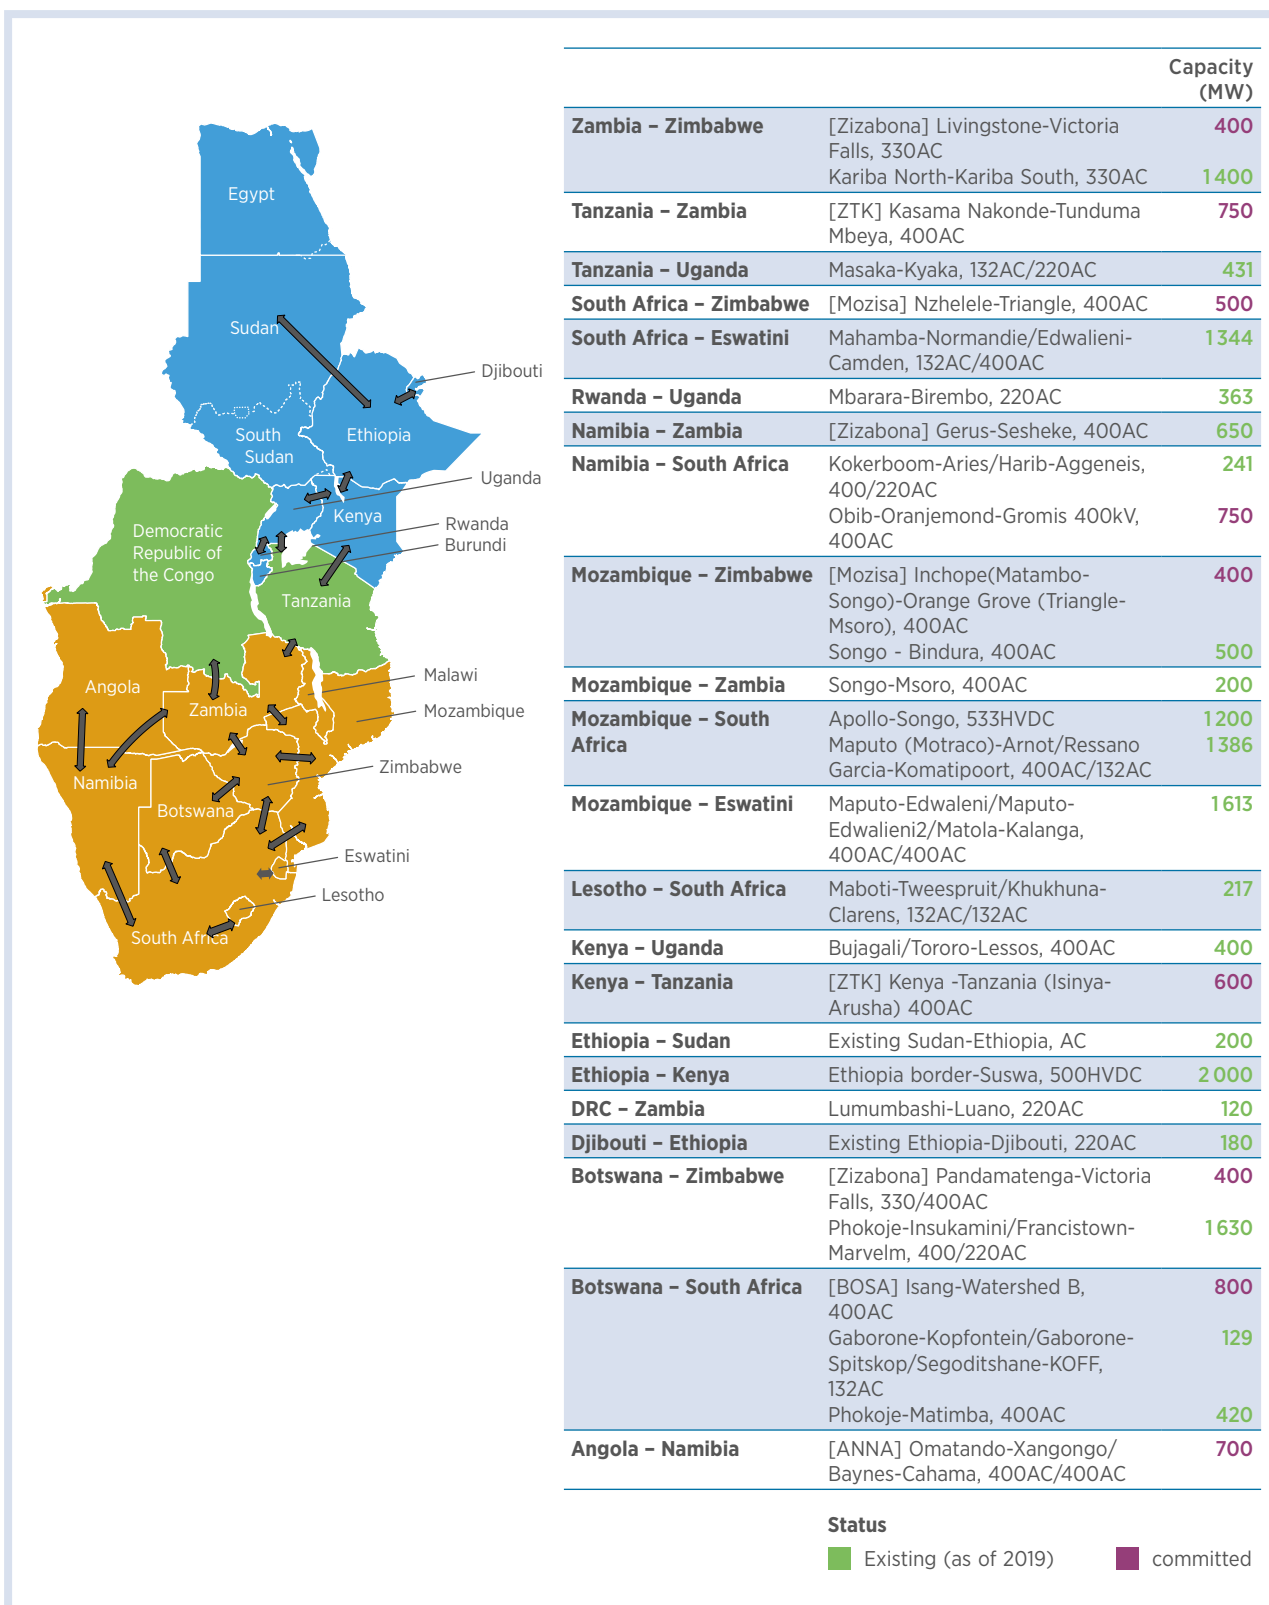 Egypt
Sudan
Djibouti
South
Sudan
Ethiopia
Uganda
Kenya
Rwanda
Burundi
Democratic
Republic of
the Congo
Tanzania
Malawi
Angola
Zambia
Mozambique
Zimbabwe
Namibia
Botswana
Eswatini
Lesotho
South Africa
Capacity
(MW)
Zambia – Zimbabwe [Zizabona] Livingstone-Victoria 400
Falls, 330AC
Kariba North-Kariba South, 330AC 1 400
Tanzania – Zambia [ZTK] Kasama Nakonde-Tunduma 750
Mbeya, 400AC
Tanzania – Uganda Masaka-Kyaka, 132AC/220AC 431
South Africa – Zimbabwe [Mozisa] Nzhelele-Triangle, 400AC 500
South Africa – Eswatini Mahamba-Normandie/Edwalieni- 1 344
Camden, 132AC/400AC
Rwanda – Uganda Mbarara-Birembo, 220AC 363
Namibia – Zambia [Zizabona] Gerus-Sesheke, 400AC 650
Namibia – South Africa Kokerboom-Aries/Harib-Aggeneis, 241
400/220AC
Obib-Oranjemond-Gromis 400kV, 750
400AC
Mozambique – Zimbabwe [Mozisa] Inchope(Matambo- 400
Songo)-Orange Grove (Triangle-
Msoro), 400AC
Songo - Bindura, 400AC 500
Mozambique – Zambia Songo-Msoro, 400AC 200
Mozambique – South Apollo-Songo, 533HVDC 1 200
Africa Maputo (Motraco)-Arnot/Ressano 1 386
Garcia-Komatipoort, 400AC/132AC
Mozambique – Eswatini Maputo-Edwaleni/Maputo- 1 613
Edwalieni2/Matola-Kalanga,
400AC/400AC
Lesotho – South Africa Maboti-Tweespruit/Khukhuna- 217
Clarens, 132AC/132AC
Kenya – Uganda Bujagali/Tororo-Lessos, 400AC 400
Kenya – Tanzania [ZTK] Kenya -Tanzania (Isinya- 600
Arusha) 400AC
Ethiopia – Sudan Existing Sudan-Ethiopia, AC 200
Ethiopia – Kenya Ethiopia border-Suswa, 500HVDC 2 000
DRC – Zambia Lumumbashi-Luano, 220AC 120
Djibouti – Ethiopia Existing Ethiopia-Djibouti, 220AC 180
Botswana – Zimbabwe [Zizabona] Pandamatenga-Victoria 400
Falls, 330/400AC
Phokoje-Insukamini/Francistown- 1 630
Marvelm, 400/220AC
Botswana – South Africa [BOSA] Isang-Watershed B, 800
400AC
Gaborone-Kopfontein/Gaborone- 129
Spitskop/Segoditshane-KOFF,
132AC
Phokoje-Matimba, 400AC 420
Angola – Namibia [ANNA] Omatando-Xangongo/ 700
Baynes-Cahama, 400AC/400AC
Status
Existing (as of 2019) committed